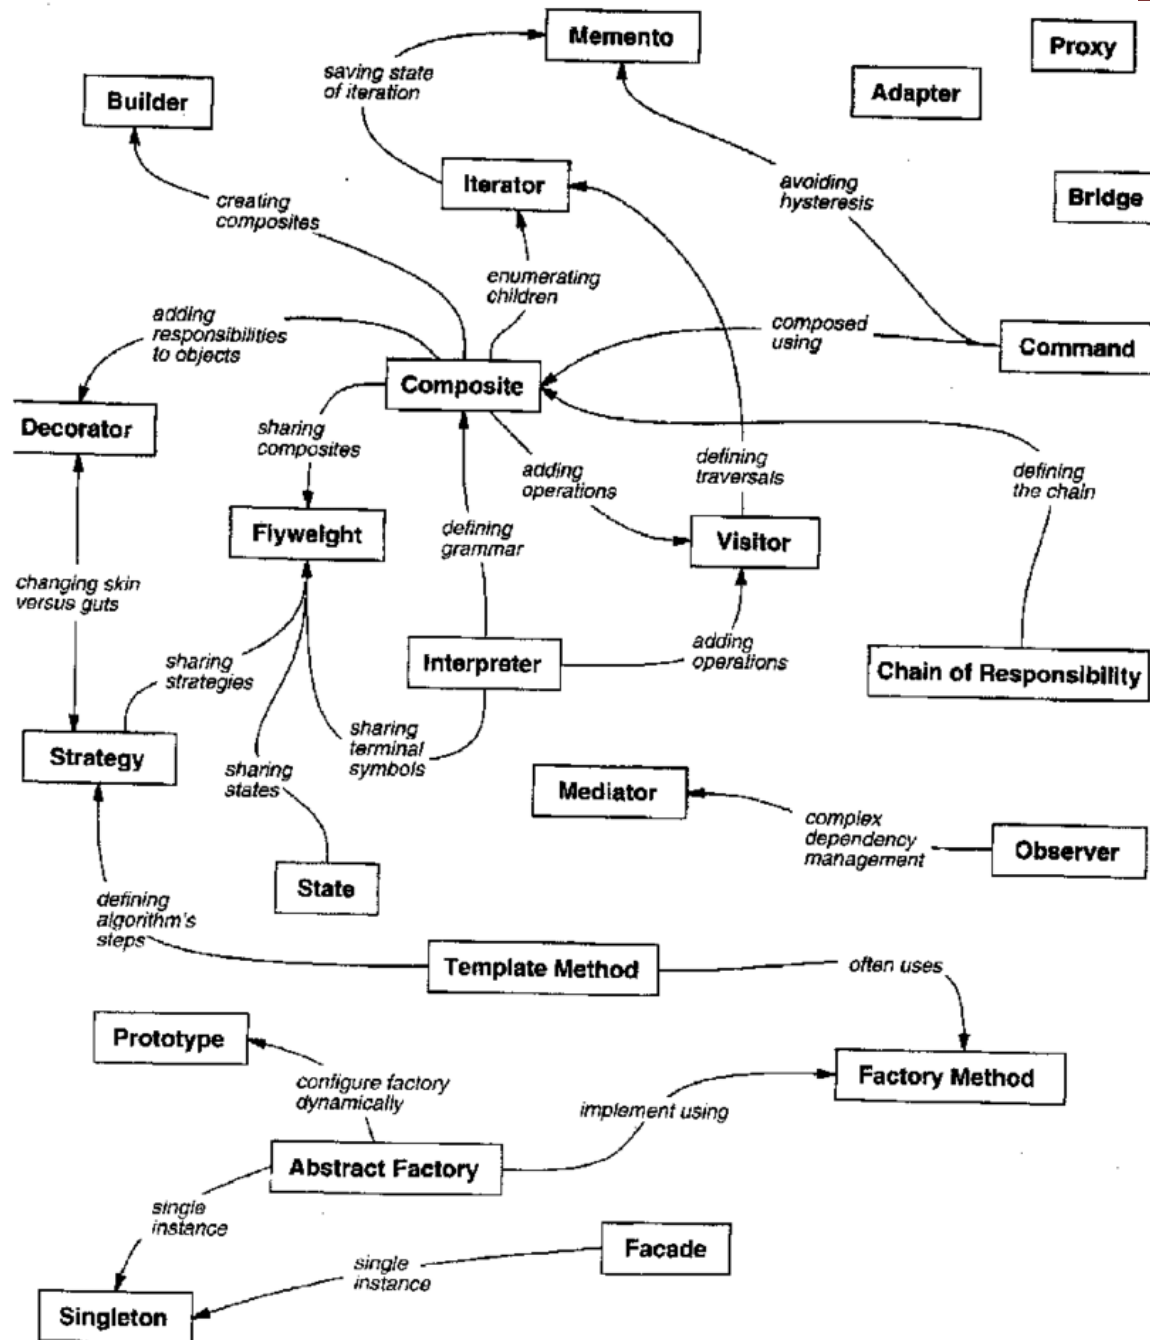 Memento
Proxy
saving state
of iteration
Adapter
Builder
Iterator
avoiding
hysteresis
Bridge
creating
composites
enumerating
children
adding
responsibilities
to objects
composed
using
Command
Composite
Decorator
sharing
composites
adding
operations
defining
traversals
defining
the chain
Flyweight
defining
grammar
Visitor
changing skin
versus guts
sharing
strategies
Interpreter
adding
operations
Chain of Responsibility
sharing
terminal
symbols
Strategy
sharing
states
Mediator
complex
dependency
management
Observer
State
defining
algorithm's
steps
Template Method
often uses
Prototype
configure factory
dynamically
Factory Method
implement using
Abstract Factory
single
instance
Facade
single
instance
Singleton